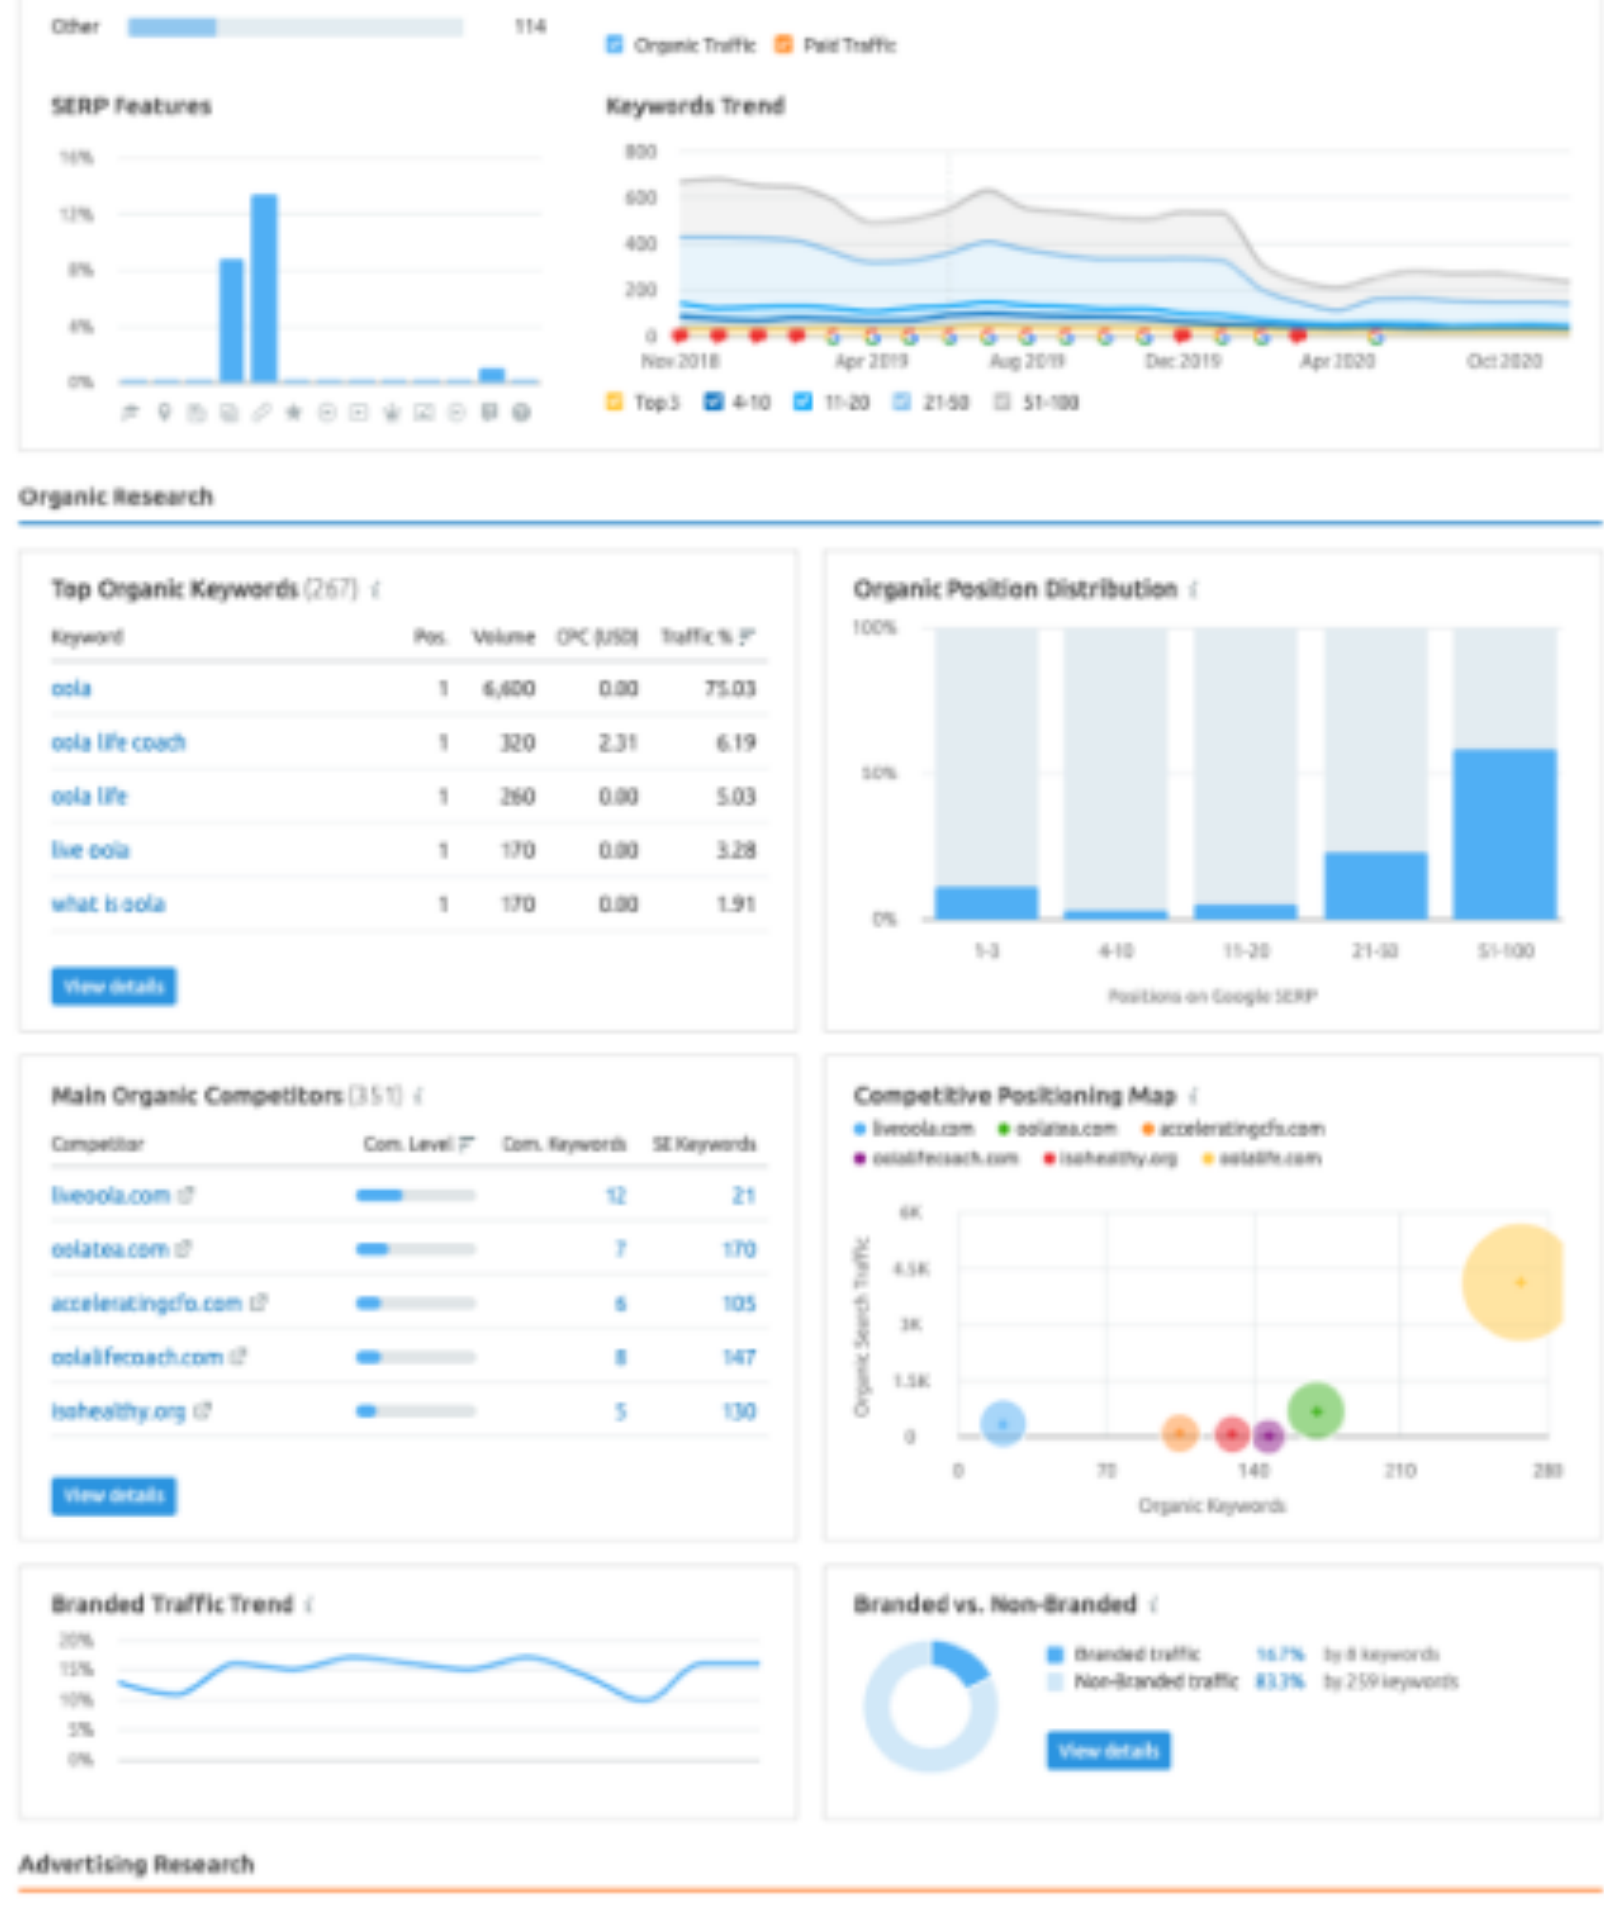 Other 114
Organic Traffic Paid Traffic
SERP Features
16%
12%
8%
4%
0%
Keywords Trend
800
600
400
200
0
Nov 2018 Apr 2019 Aug 2019 Dec 2019 Apr 2020 Oct 2020
Top 3 4-10 11-20 21-50 51-100
Organic Research
Top Organic Keywords (267) i
Keyword Pos. Volume CPC (USD) Traffic %
oola 1 6,600 0.00 75.03
oola life coach 1 320 2.31 6.19
oola life 1 260 0.00 5.03
live oola 1 170 0.00 3.28
what is oola 1 170 0.00 1.91
View details
Organic Position Distribution i
100%
50%
0%
1-3 4-10 11-20 21-50 51-100
Positions on Google SERP
Main Organic Competitors (351) i
Competitor Com. Level Com. Keywords SE Keywords
liveoola.com 12 21
oolatea.com 7 170
acceleratingcfo.com 6 105
oolalifecoach.com 8 147
isohealthy.org 5 130
View details
Competitive Positioning Map i
liveoola.com oolatea.com acceleratingcfo.com
oolalifecoach.com isohealthy.org oolalife.com
Organic Search Traffic
6K
4.5K
3K
1.5K
0
0 70 140 210 280
Organic Keywords
Branded Traffic Trend i
20%
15%
10%
5%
0%
Branded vs. Non-Branded i
Branded traffic 16.7% by 8 keywords
Non-Branded traffic 83.3% by 259 keywords
View details
Advertising Research